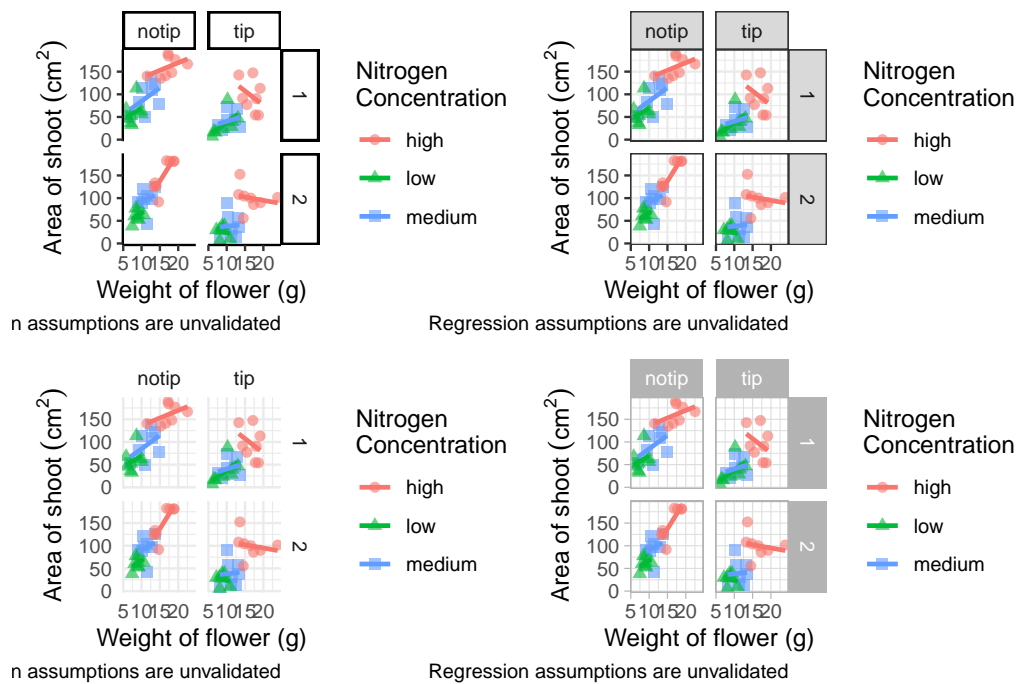 notip tip
Area of shoot (cm²)
150
100
50
0
1
150
100
50
0
2
5 10 15 20 5 10 15 20
Weight of flower (g)
n assumptions are unvalidated
Nitrogen
Concentration
high
low
medium
notip tip
Area of shoot (cm²)
150
100
50
0
1
150
100
50
0
2
5 10 15 20 5 10 15 20
Weight of flower (g)
Regression assumptions are unvalidated
Nitrogen
Concentration
high
low
medium
notip tip
Area of shoot (cm²)
150
100
50
0
1
150
100
50
0
2
5 10 15 20 5 10 15 20
Weight of flower (g)
n assumptions are unvalidated
Nitrogen
Concentration
high
low
medium
notip tip
Area of shoot (cm²)
150
100
50
0
1
150
100
50
0
2
5 10 15 20 5 10 15 20
Weight of flower (g)
Regression assumptions are unvalidated
Nitrogen
Concentration
high
low
medium